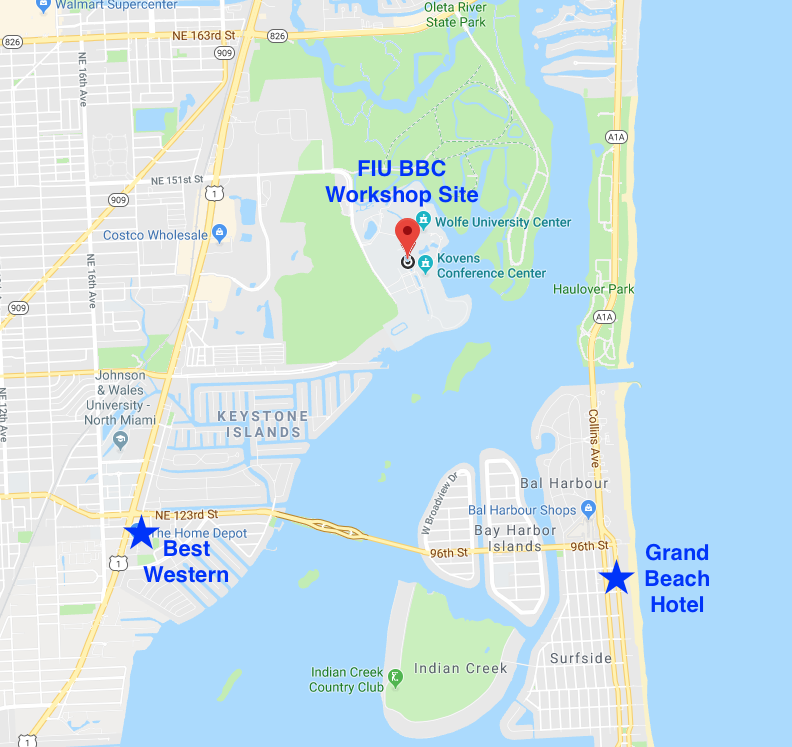 Walmart Supercenter
Oleta River
State Park
826
NE 163rd St
826
909
NE 16th Ave
A1A
FIU BBC
Workshop Site
NE 151st St
1
909
Wolfe University Center
Costco Wholesale
Kovens
Conference Center
NE 16th Ave
Haulover Park
909
A1A
Johnson
& Wales
University -
North Miami
NE 12th Ave
KEYSTONE
ISLANDS
Collins Ave
W Broadview Dr
Bal Harbour
Bal Harbour Shops
NE 123rd St
The Home Depot
Bay Harbor
Islands
96th St
96th St
Best
Western
1
Grand
Beach
Hotel
Surfside
Indian Creek
Country Club
Indian Creek
1